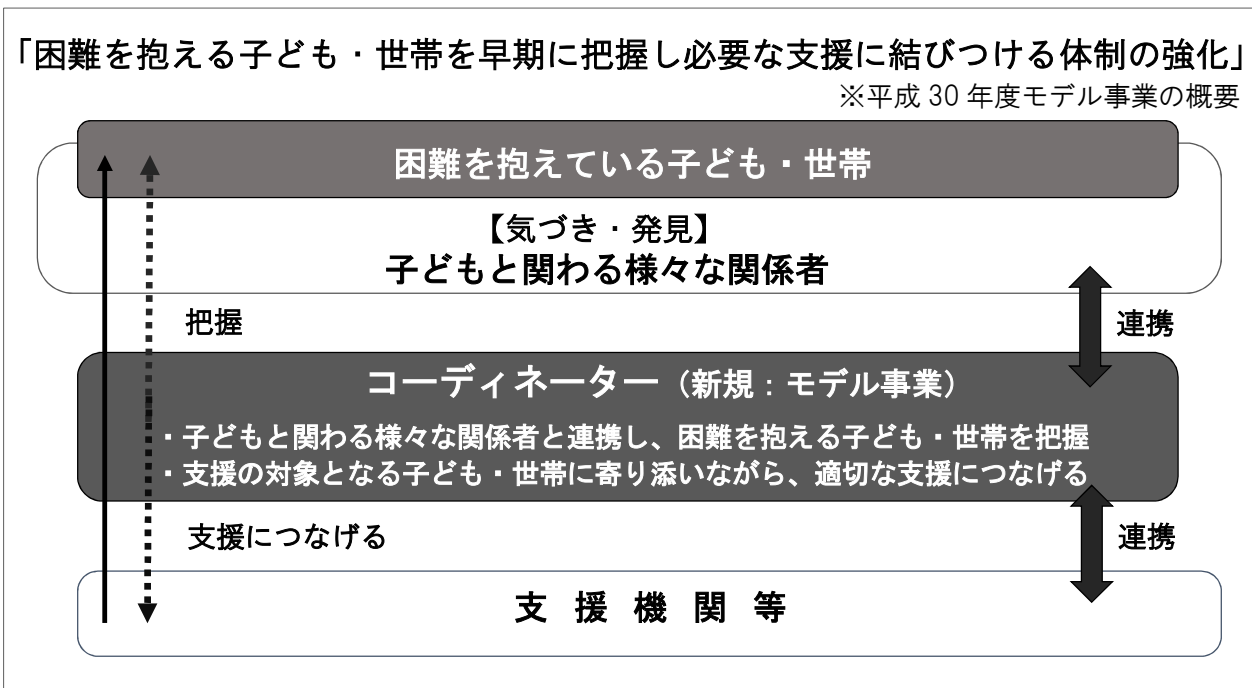 「困難を抱える子ども・世帯を早期に把握し必要な支援に結びつける体制の強化」
※平成30年度モデル事業の概要
困難を抱えている子ども・世帯
【気づき・発見】
子どもと関わる様々な関係者
把握
連携
コーディネーター（新規：モデル事業）
・子どもと関わる様々な関係者と連携し、困難を抱える子ども・世帯を把握
・支援の対象となる子ども・世帯に寄り添いながら、適切な支援につなげる
支援につなげる
連携
支援機関等